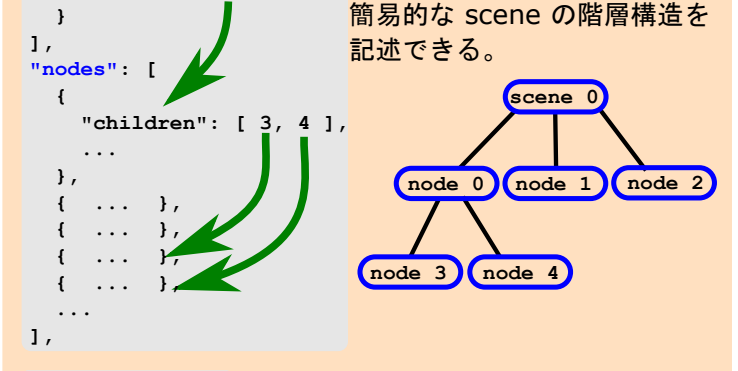 }
],
"nodes": [
{
"children": [ 3, 4 ],
...
},
{ ... },
{ ... },
{ ... },
{ ... },
...
],
簡易的な scene の階層構造を
記述できる。
scene 0
node 0
node 1
node 2
node 3
node 4